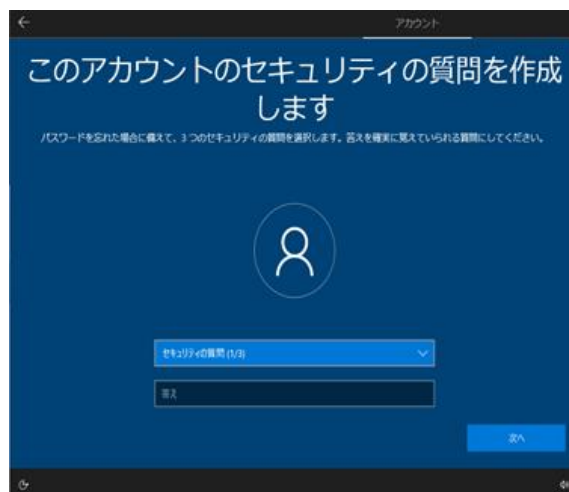 アカウント
このアカウントのセキュリティの質問を作成
します
パスワードを忘れた場合に備えて、3 つのセキュリティの質問を選択します。答えを確実に覚えていられる質問にしてください。
セキュリティの質問 (1/3)
答え
次へ